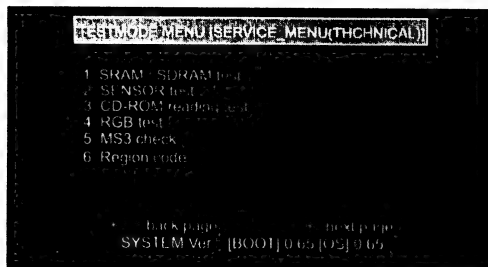 TESTMODE MENU [SERVICE_MENU(THCHNICAL)]
1 SRAM / SDRAM test
2 SENSOR test
3 CD-ROM reading test
4 RGB test
5 MS3 check
6 Region code
back page next page
SYSTEM Ver. [BOOT] 0.65 [OS] 0.65